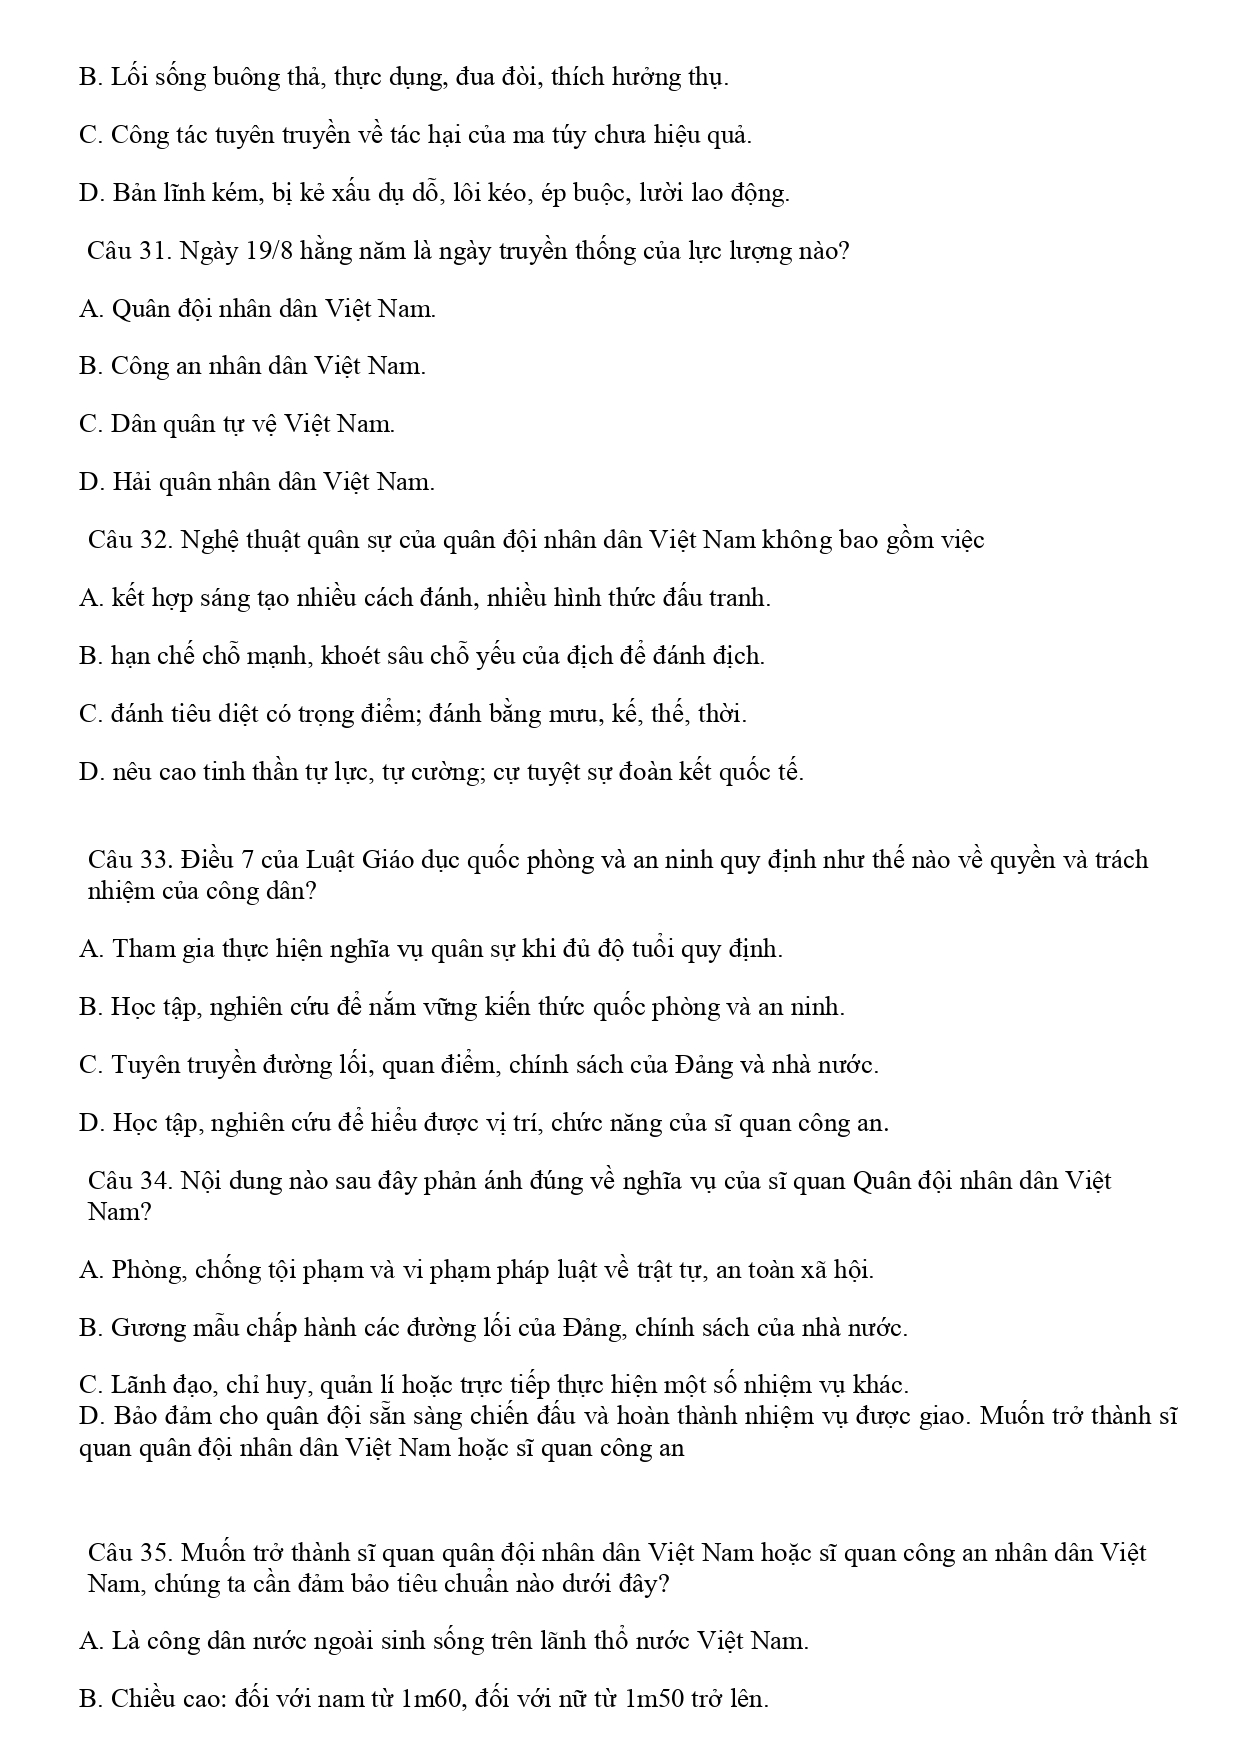 B. Lối sống buông thả, thực dụng, đua đòi, thích hưởng thụ.
C. Công tác tuyên truyền về tác hại của ma túy chưa hiệu quả.
D. Bản lĩnh kém, bị kẻ xấu dụ dỗ, lôi kéo, ép buộc, lười lao động.
Câu 31. Ngày 19/8 hằng năm là ngày truyền thống của lực lượng nào?
A. Quân đội nhân dân Việt Nam.
B. Công an nhân dân Việt Nam.
C. Dân quân tự vệ Việt Nam.
D. Hải quân nhân dân Việt Nam.
Câu 32. Nghệ thuật quân sự của quân đội nhân dân Việt Nam không bao gồm việc
A. kết hợp sáng tạo nhiều cách đánh, nhiều hình thức đấu tranh.
B. hạn chế chỗ mạnh, khoét sâu chỗ yếu của địch để đánh địch.
C. đánh tiêu diệt có trọng điểm; đánh bằng mưu, kế, thế, thời.
D. nêu cao tinh thần tự lực, tự cường; cự tuyệt sự đoàn kết quốc tế.
Câu 33. Điều 7 của Luật Giáo dục quốc phòng và an ninh quy định như thế nào về quyền và trách
nhiệm của công dân?
A. Tham gia thực hiện nghĩa vụ quân sự khi đủ độ tuổi quy định.
B. Học tập, nghiên cứu để nắm vững kiến thức quốc phòng và an ninh.
C. Tuyên truyền đường lối, quan điểm, chính sách của Đảng và nhà nước.
D. Học tập, nghiên cứu để hiểu được vị trí, chức năng của sĩ quan công an.
Câu 34. Nội dung nào sau đây phản ánh đúng về nghĩa vụ của sĩ quan Quân đội nhân dân Việt
Nam?
A. Phòng, chống tội phạm và vi phạm pháp luật về trật tự, an toàn xã hội.
B. Gương mẫu chấp hành các đường lối của Đảng, chính sách của nhà nước.
C. Lãnh đạo, chỉ huy, quản lí hoặc trực tiếp thực hiện một số nhiệm vụ khác.
D. Bảo đảm cho quân đội sẵn sàng chiến đấu và hoàn thành nhiệm vụ được giao. Muốn trở thành sĩ
quan quân đội nhân dân Việt Nam hoặc sĩ quan công an
Câu 35. Muốn trở thành sĩ quan quân đội nhân dân Việt Nam hoặc sĩ quan công an nhân dân Việt
Nam, chúng ta cần đảm bảo tiêu chuẩn nào dưới đây?
A. Là công dân nước ngoài sinh sống trên lãnh thổ nước Việt Nam.
B. Chiều cao: đối với nam từ 1m60, đối với nữ từ 1m50 trở lên.